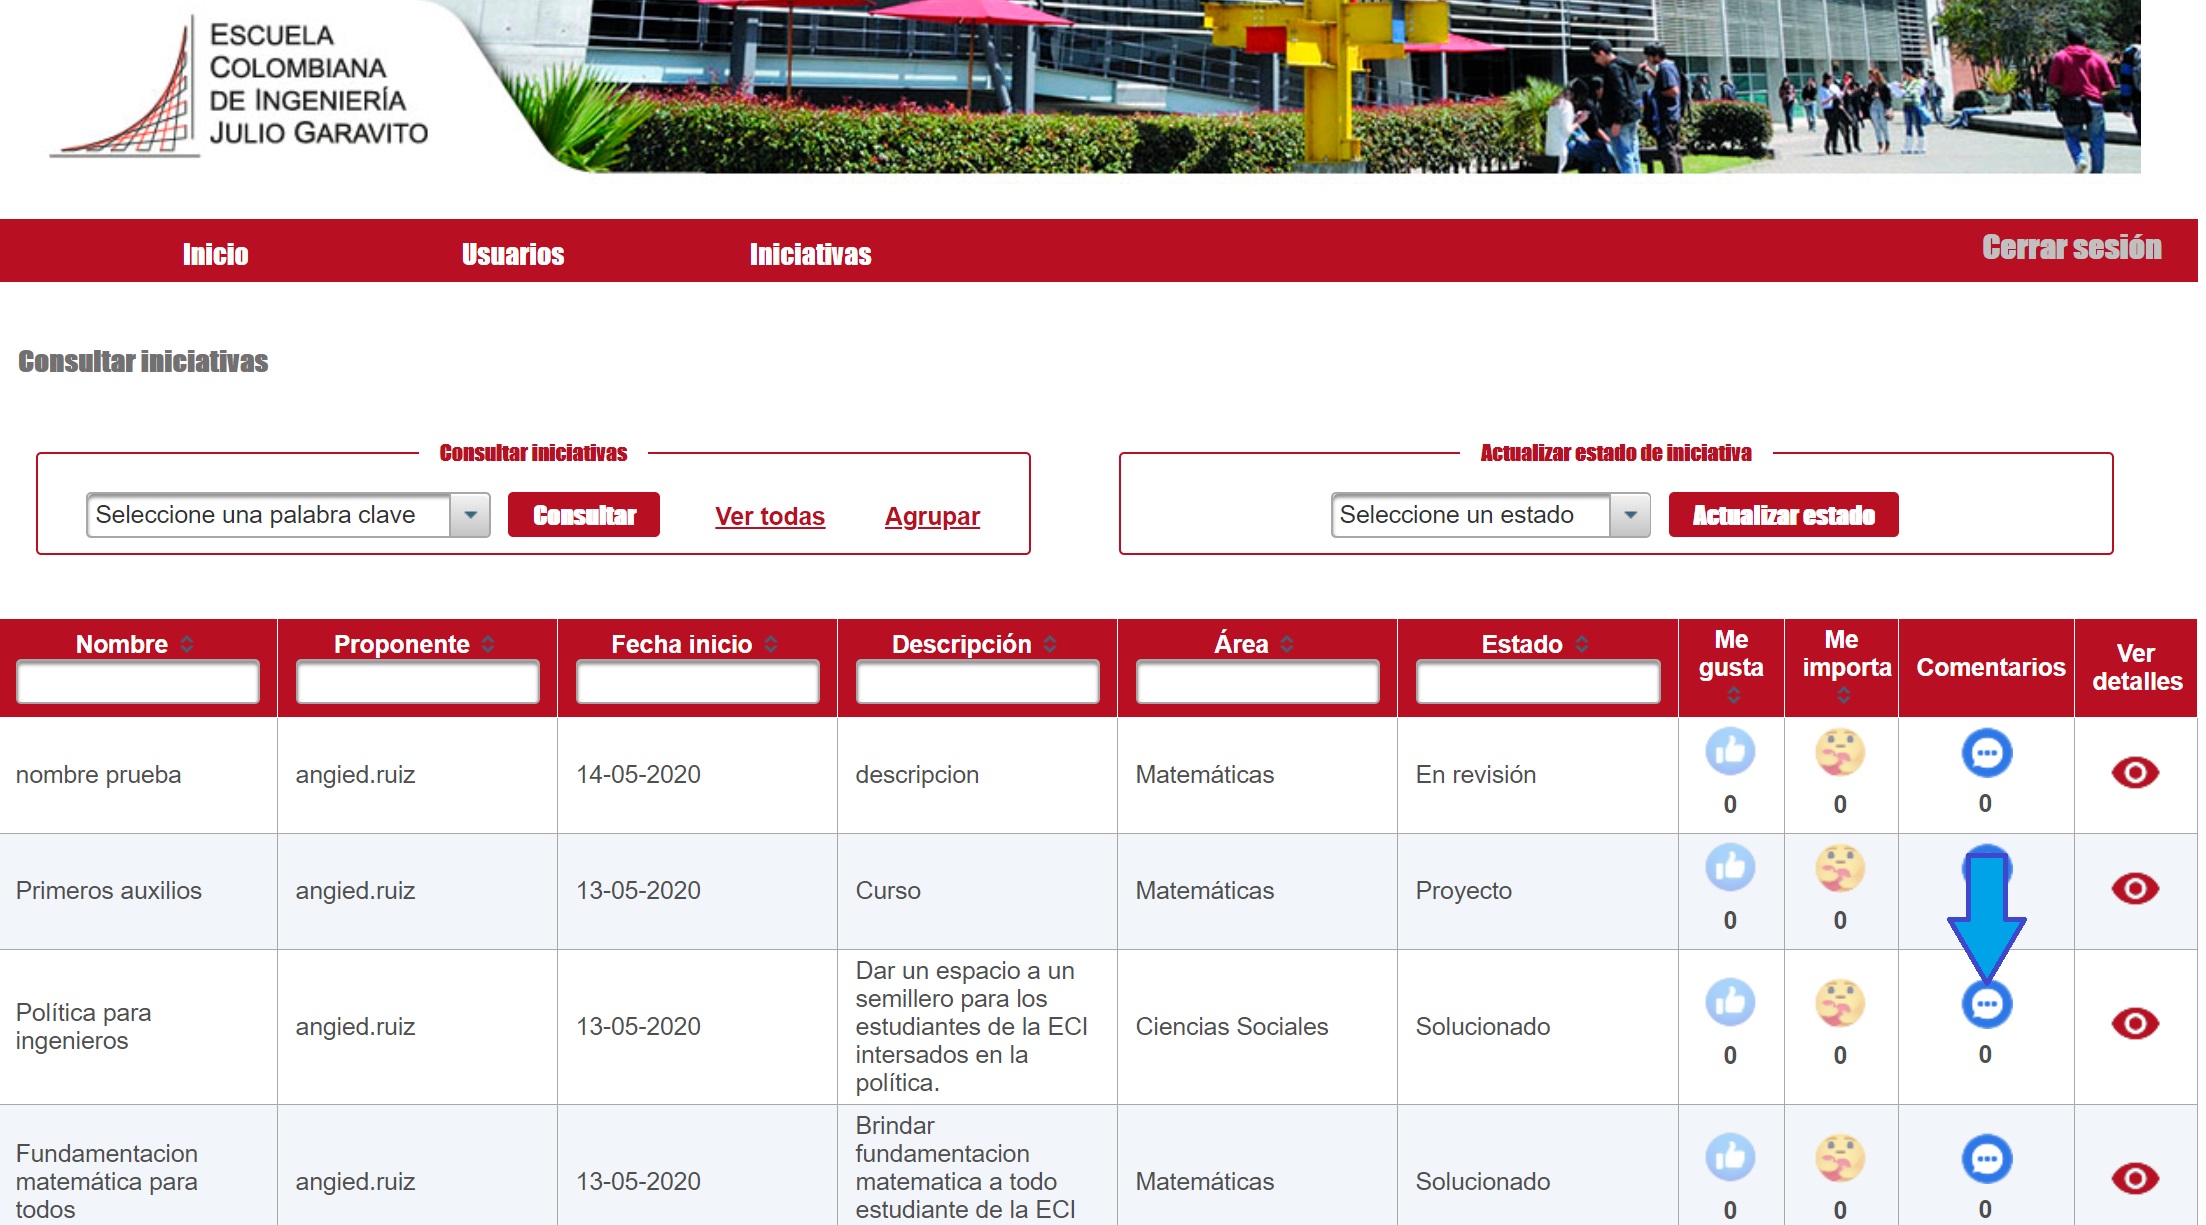 ESCUELA
COLOMBIANA
DE INGENIERÍA
JULIO GARAVITO
Inicio Usuarios Iniciativas Cerrar sesión
Consultar iniciativas
Consultar iniciativas
Seleccione una palabra clave Consultar Ver todas Agrupar
Actualizar estado de iniciativa
Seleccione un estado Actualizar estado
Nombre Proponente Fecha inicio Descripción Área Estado Me gusta Me importa Comentarios Ver detalles
nombre prueba angied.ruiz 14-05-2020 descripcion Matemáticas En revisión 0 0 0
Primeros auxilios angied.ruiz 13-05-2020 Curso Matemáticas Proyecto 0 0
Política para
ingenieros
angied.ruiz
13-05-2020
Dar un espacio a un
semillero para los
estudiantes de la ECI
intersados en la
política.
Ciencias Sociales
Solucionado
0 0 0
Fundamentacion
matemática para
todos
angied.ruiz
13-05-2020
Brindar
fundamentacion
matematica a todo
estudiante de la ECI
Matemáticas
Solucionado
0 0 0